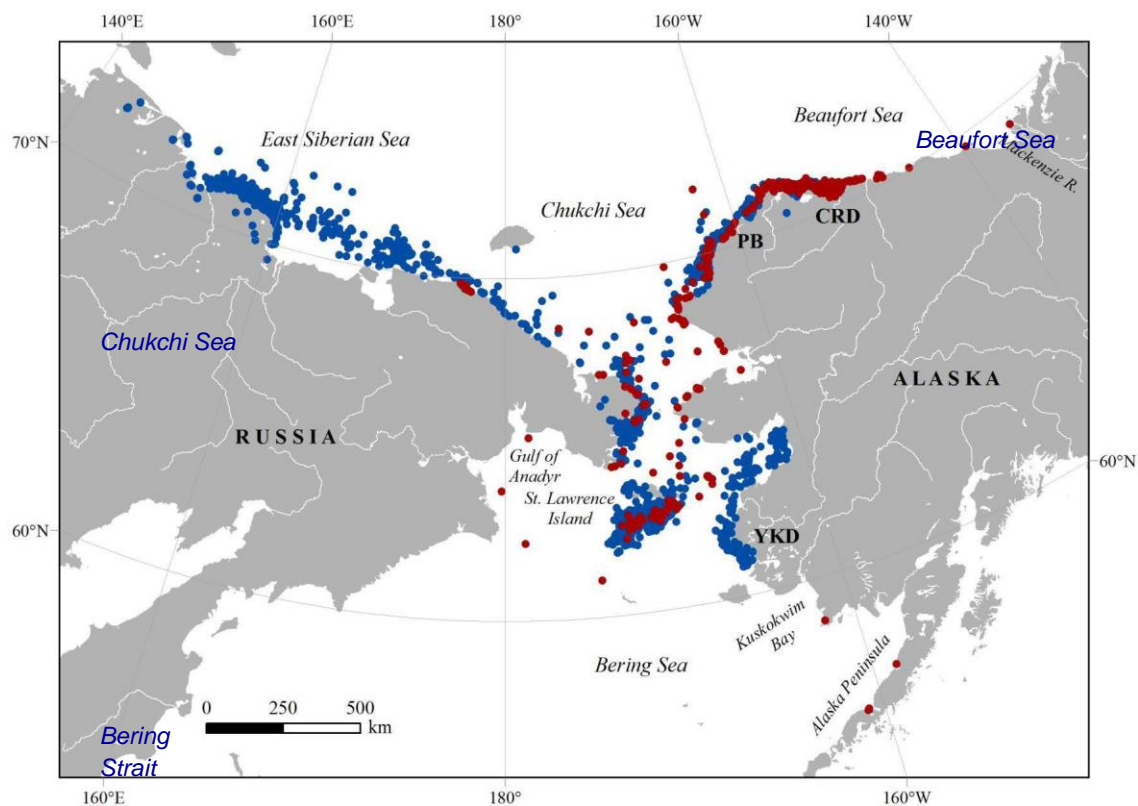 140°E 160°E 180° 160°W 140°W
Beaufort Sea
Beaufort Sea
East Siberian Sea
70°N
Mackenzie R.
Chukchi Sea
CRD
PB
Chukchi Sea
ALASKA
RUSSIA
Gulf of
Anadyr
60°N
St. Lawrence
Island
60°N
YKD
Kuskokwim
Bay
Bering Sea
Alaska Peninsula
0 250 500
km
Bering
Strait
160°E 180° 160°W